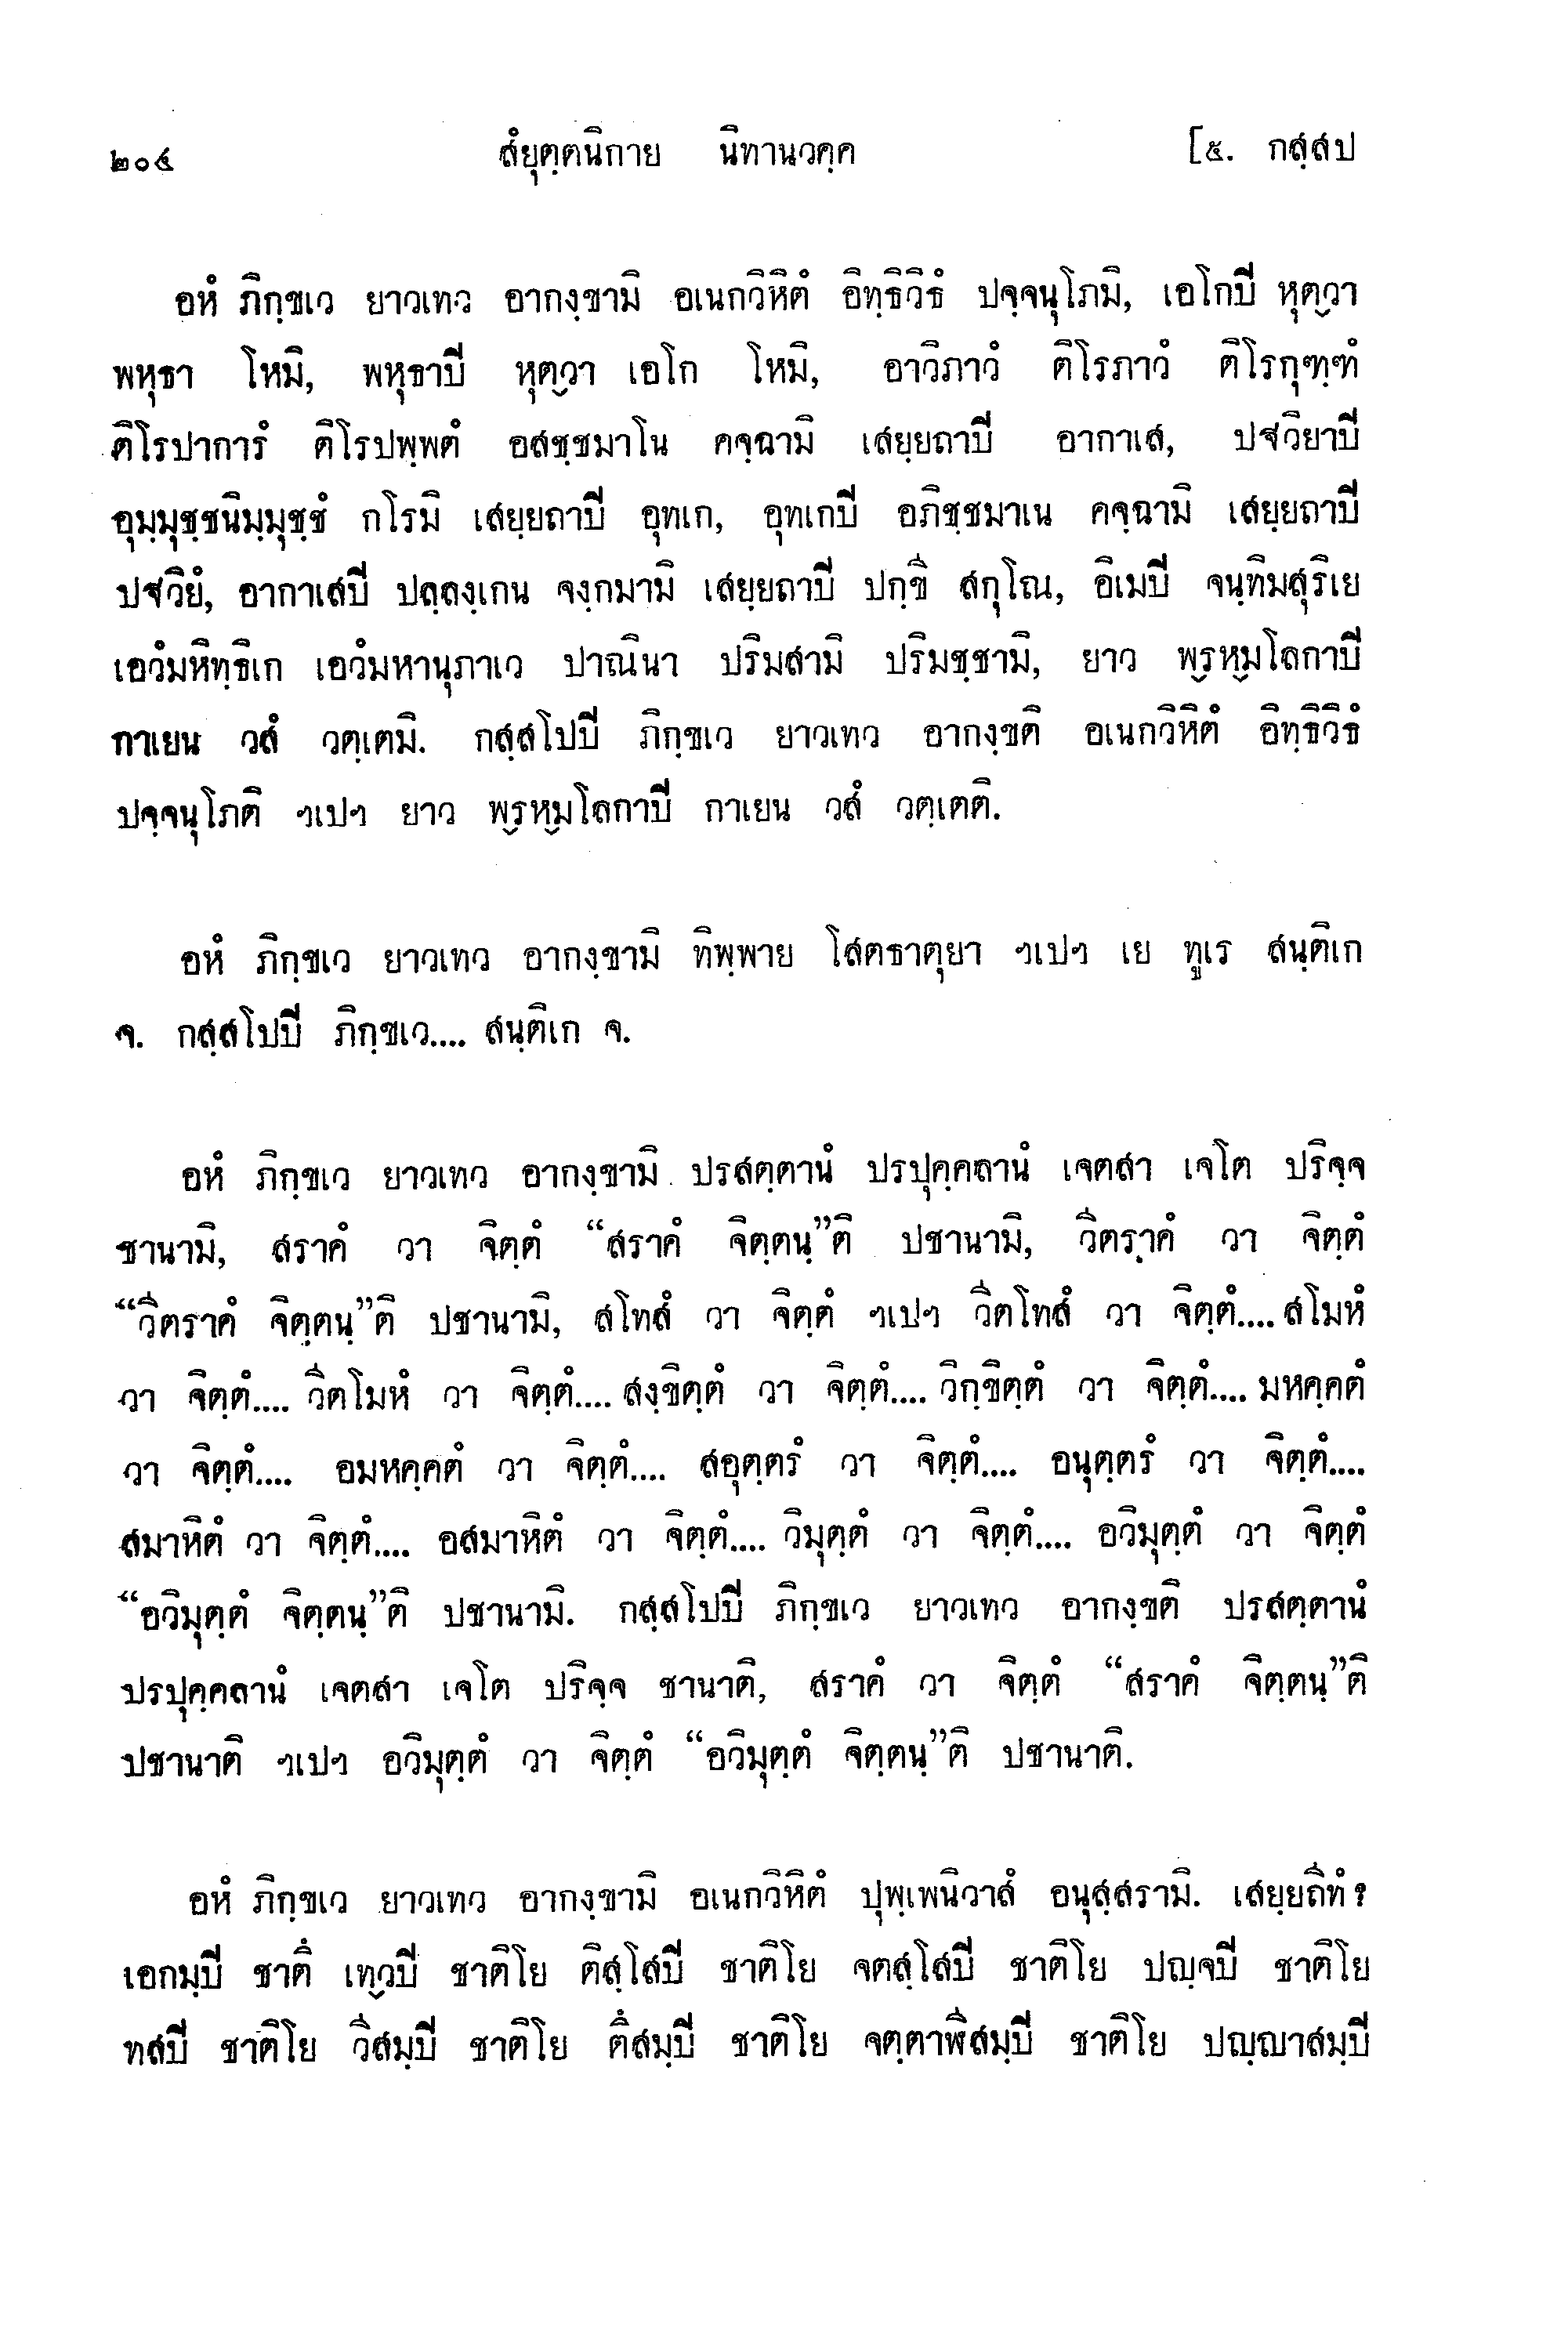 ๒๐๔ สํยุตฺตนิกาย นิทานวคฺค [๕. กสฺสป
อหํ ภิกฺขเว ยาวเทว อากงฺขามิ อเนกวิหิตํ อิทฺธิวิธํ ปจฺจนุโภมิ, เอโกปี หุตฺวา
พหุธา โหมิ, พหุธาปี หุตฺวา เอโก โหมิ, อาวิภาวํ ติโรภาวํ ติโรกุฑฺฑํ
ติโรปาการํ ติโรปพฺพตํ อสชฺชมาโน คจฺฉามิ เสยฺยถาปี อากาเส, ปฐวิยาปี
อุมฺมุชฺชนิมฺมุชฺชํ กโรมิ เสยฺยถาปี อุทเก, อุทเกปี อภิชฺชมาเน คจฺฉามิ เสยฺยถาปี
ปฐวิยํ, อากาเสปี ปลฺลงฺเกน จงฺกมามิ เสยฺยถาปี ปกฺขี สกุโณ, อิเมปี จนฺทิมสุริเย
เอวํมหิทฺธิเก เอวํมหานุภาเว ปาณินา ปริมสามิ ปริมชฺชามิ, ยาว พฺรหฺมโลกาปี
กาเยน วสํ วตฺเตมิ. กสฺสโปปี ภิกฺขเว ยาวเทว อากงฺขติ อเนกวิหิตํ อิทฺธิวิธํ
ปจฺจนุโภติ ฯเปฯ ยาว พฺรหฺมโลกาปี กาเยน วสํ วตฺเตติ.
อหํ ภิกฺขเว ยาวเทว อากงฺขามิ ทิพฺพาย โสตธาตุยา ฯเปฯ เย ทูเร สนฺติเก
จ. กสฺสโปปี ภิกฺขเว.... สนฺติเก จ.
อหํ ภิกฺขเว ยาวเทว อากงฺขามิ ปรสตฺตานํ ปรปุคฺคลานํ เจตสา เจโต ปริจฺจ
ชานามิ, สราคํ วา จิตฺตํ “สราคํ จิตฺตนฺ”ติ ปชานามิ, วีตราคํ วา จิตฺตํ
“วีตราคํ จิตฺตนฺ”ติ ปชานามิ, สโทสํ วา จิตฺตํ ฯเปฯ วีตโทสํ วา จิตฺตํ.... สโมหํ
วา จิตฺตํ.... วีตโมหํ วา จิตฺตํ.... สงฺขิตฺตํ วา จิตฺตํ.... วิกฺขิตฺตํ วา จิตฺตํ.... มหคฺคตํ
วา จิตฺตํ.... อมหคฺคตํ วา จิตฺตํ.... สอุตฺตรํ วา จิตฺตํ.... อนุตฺตรํ วา จิตฺตํ....
สมาหิตํ วา จิตฺตํ.... อสมาหิตํ วา จิตฺตํ.... วิมุตฺตํ วา จิตฺตํ.... อวิมุตฺตํ วา จิตฺตํ
“อวิมุตฺตํ จิตฺตนฺ”ติ ปชานามิ. กสฺสโปปี ภิกฺขเว ยาวเทว อากงฺขติ ปรสตฺตานํ
ปรปุคฺคลานํ เจตสา เจโต ปริจฺจ ชานาติ, สราคํ วา จิตฺตํ “สราคํ จิตฺตนฺ”ติ
ปชานาติ ฯเปฯ อวิมุตฺตํ วา จิตฺตํ “อวิมุตฺตํ จิตฺตนฺ”ติ ปชานาติ.
อหํ ภิกฺขเว ยาวเทว อากงฺขามิ อเนกวิหิตํ ปุพฺเพนิวาสํ อนุสฺสรามิ. เสยฺยถีทํ?
เอกมฺปี ชาตึ เทฺวปี ชาติโย ติสฺโสปี ชาติโย จตสฺโสปี ชาติโย ปญฺจปี ชาติโย
ทสปี ชาติโย วีสมฺปี ชาติโย ตึสมฺปี ชาติโย จตฺตาฬีสมฺปี ชาติโย ปญฺญาสมฺปี